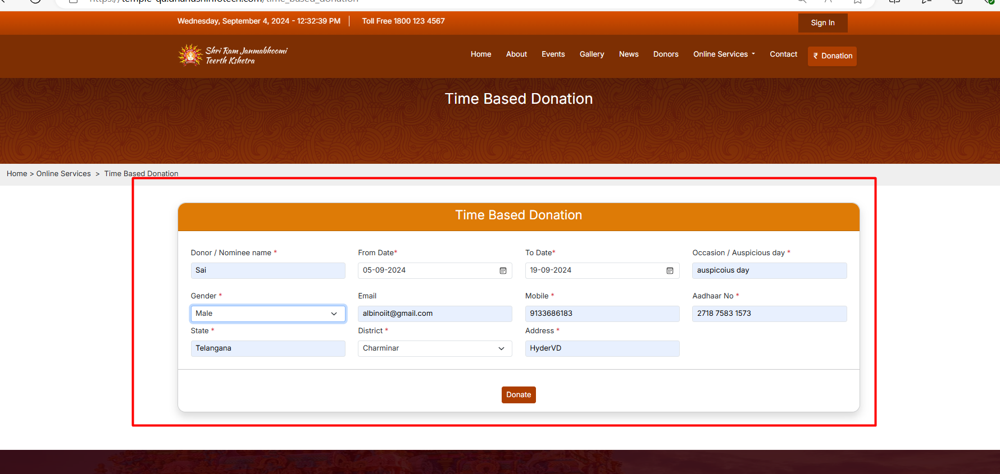 https://temple-qa.dhanushinfotech.com/time_based_donation
Wednesday, September 4, 2024 - 12:32:39 PM
Toll Free 1800 123 4567
Sign In
Shri Ram Janmabhoomi
Teerth Kshetra
Home About Events Gallery News Donors Online Services Contact ₹ Donation
Time Based Donation
Home > Online Services > Time Based Donation
Time Based Donation
Donor / Nominee name * From Date* To Date* Occasion / Auspicious day *
Sai 05-09-2024 19-09-2024 auspicoius day
Gender * Email Mobile * Aadhaar No *
Male albinoiit@gmail.com 9133686183 2718 7583 1573
State * District * Address *
Telangana Charminar HyderVD
Donate